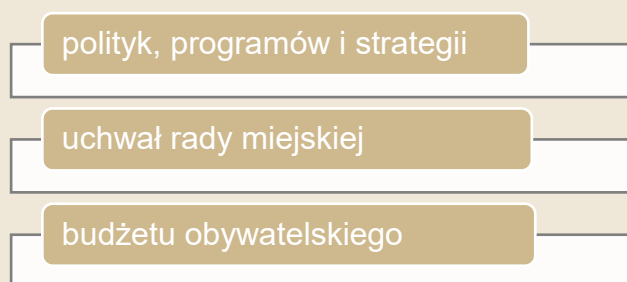 polityk, programów i strategii
uchwał rady miejskiej
budżetu obywatelskiego